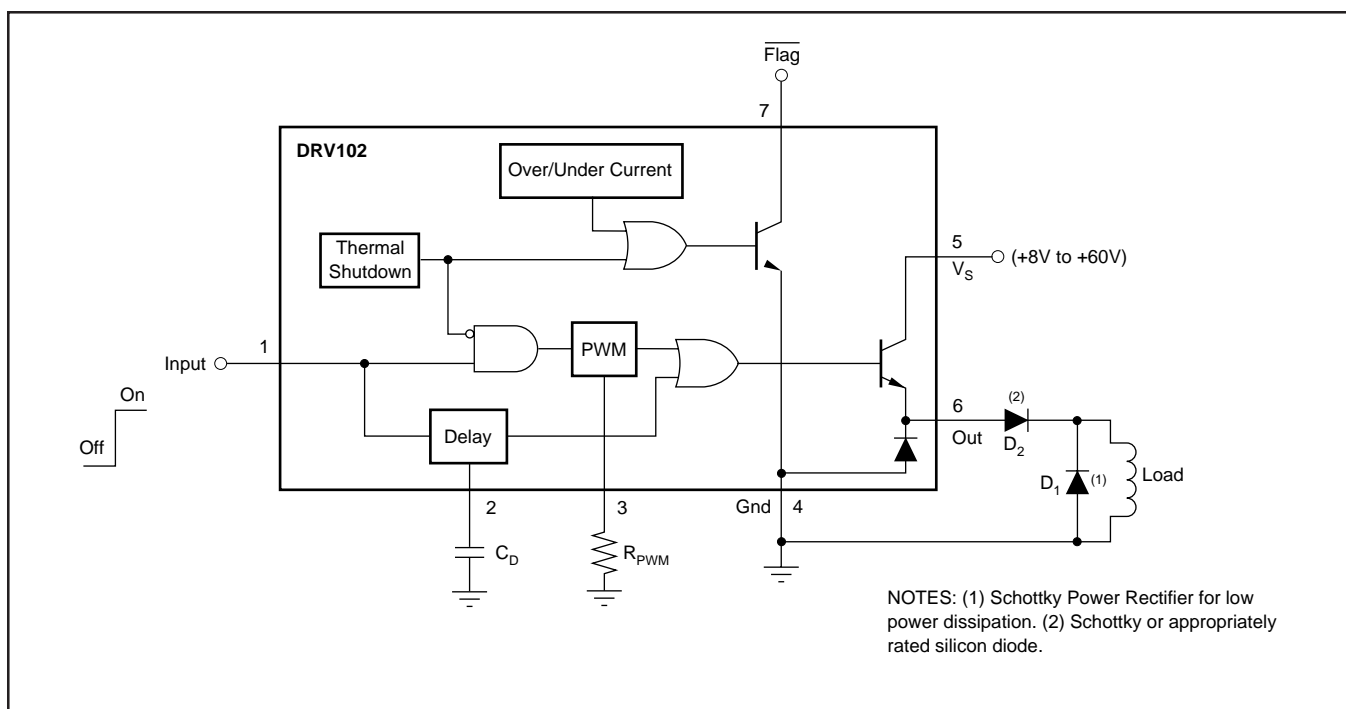 Flag
7
DRV102
Over/Under Current
Thermal
Shutdown
5
V_S
(+8V to +60V)
1
Input
PWM
On
Off
Delay
6
Out
(2)
D_2
D_1
(1)
Load
2
3
Gnd
4
C_D
R_PWM
NOTES: (1) Schottky Power Rectifier for low
power dissipation. (2) Schottky or appropriately
rated silicon diode.